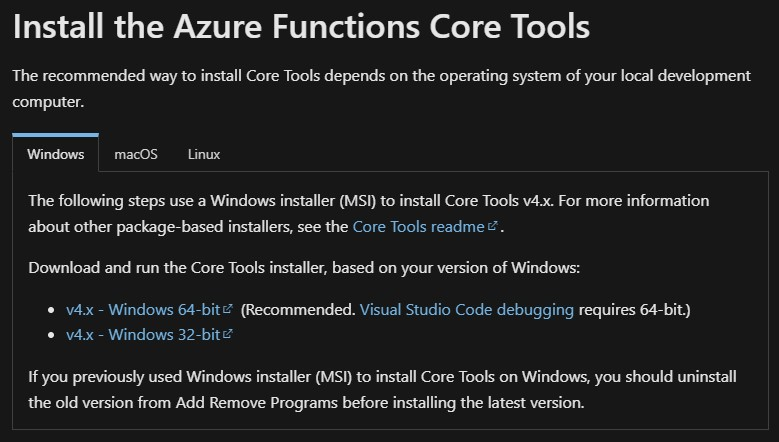 Install the Azure Functions Core Tools
The recommended way to install Core Tools depends on the operating system of your local development
computer.
Windows macOS Linux
The following steps use a Windows installer (MSI) to install Core Tools v4.x. For more information
about other package-based installers, see the Core Tools readme.
Download and run the Core Tools installer, based on your version of Windows:
• v4.x - Windows 64-bit (Recommended. Visual Studio Code debugging requires 64-bit.)
• v4.x - Windows 32-bit
If you previously used Windows installer (MSI) to install Core Tools on Windows, you should uninstall
the old version from Add Remove Programs before installing the latest version.